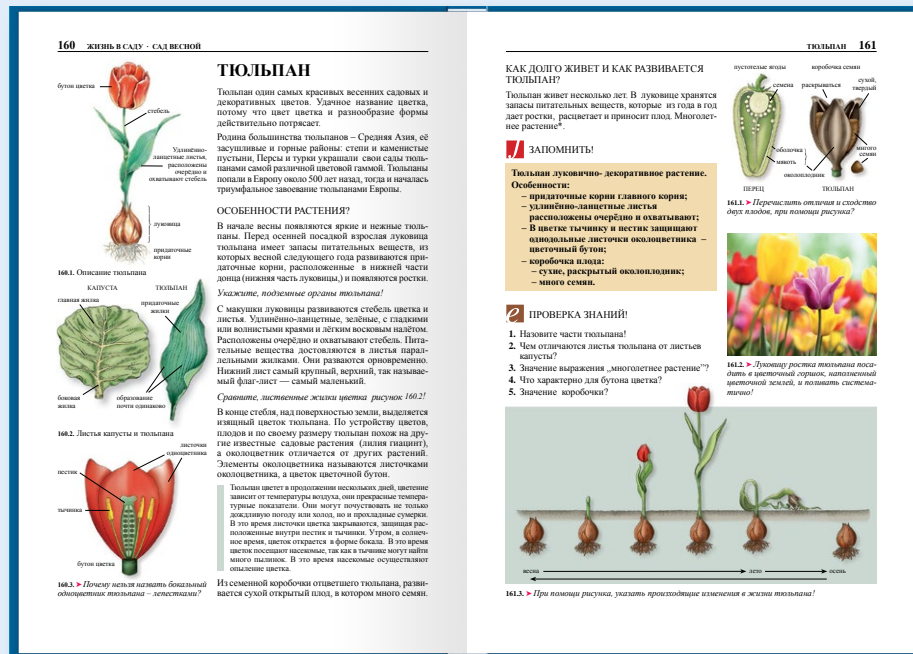 160 ЖИЗНЬ В САДУ · САД ВЕСНОЙ
бутон цветка
стебель
Удлинённо-
ланцетные листья,
расположены
очерёдно и
охватывают стебель
луковица
придаточные
корни
160.1. Описание тюльпана
КАПУСТА
ТЮЛЬПАН
главная жилка
придаточные
жилки
боковая
жилка
образование
почти одинаково
160.2. Листья капусты и тюльпана
листочки
одноцветника
пестик
тычинка
бутон цветка
160.3. ➤ Почему нельзя назвать бокальный
одноцветник тюльпана – лепестками?
ТЮЛЬПАН
Тюльпан один самых красивых весенних садовых и
декоративных цветов. Удачное название цветка,
потому что цвет цветка и разнообразие формы
действительно потрясает.
Родина большинства тюльпанов – Средняя Азия, её
засушливые и горные районы: степи и каменистые
пустыни, Персы и турки украшали свои сады тюль-
панами самой различной цветовой гаммой. Тюльпаны
попали в Европу около 500 лет назад, тогда и началась
триумфальное завоевание тюльпанами Европы.
ОСОБЕННОСТИ РАСТЕНИЯ?
В начале весны появляются яркие и нежные тюль-
паны. Перед осенней посадкой взрослая луковица
тюльпана имеет запасы питательных веществ, из
которых весной следующего года развиваются при-
даточные корни, расположенные в нижней части
донца (нижняя часть луковицы,) и появляются ростки.
Укажите, подземные органы тюльпана!
С макушки луковицы развиваются стебель цветка и
листья. Удлинённо-ланцетные, зелёные, с гладкими
или волнистыми краями и лёгким восковым налётом.
Расположены очерёдно и охватывают стебель. Пита-
тельные вещества достовляются в листья парал-
лельными жилками. Они разваются орновременно.
Нижний лист самый крупный, верхний, так называе-
мый флаг-лист — самый маленький.
Сравните, лиственные жилки цветка рисунок 160.2!
В конце стебля, над поверхностью земли, выделяется
изящный цветок тюльпана. По устройству цветов,
плодов и по своему размеру тюльпан похож на дру-
гие известные садовые растения (лилия гиацинт),
а околоцветник отличается от других растений.
Элементы околоцветника называются листочками
околоцветника, а цветок цветочной бутон.
Тюльпан цветет в продолжении нескольких дней, цветение
зависит от температуры воздуха, они прекрасные темпера-
турные показатели. Они могут почуствовать не только
дождливую погоду или холод, но и прохладные сумерки.
В это время листочки цветка закрываются, защищая рас-
положенные внутри пестик и тычинки. Утром, в солнеч-
ное время, цветок открается в форме бокала. В это время
цветок посещают насекомые, так как в тычинке могут найти
много пылинок. В это время насекомые осуществляют
опыление цветка.
Из семенной коробочки отцветшего тюльпана, разви-
вается сухой открытый плод, в котором много семян.
ТЮЛЬПАН 161
КАК ДОЛГО ЖИВЕТ И КАК РАЗВИВАЕТСЯ
ТЮЛЬПАН?
Тюльпан живет несколько лет. В луковице хранятся
запасы питательных веществ, которые из года в год
дает ростки, расцветает и приносит плод. Многолет-
нее растение*.
ЗАПОМНИТЬ!
Тюльпан луковично- декоративное растение.
Особенности:
– придаточные корни главного корня;
– удлинённо-ланцетные листья
расположены очерёдно и охватывают;
– В цветке тычинку и пестик защищают
однодольные листочки околоцветника –
цветочный бутон;
– коробочка плода:
– сухие, раскрытый околоплодник;
– много семян.
e ПРОВЕРКА ЗНАНИЙ!
1. Назовите части тюльпана!
2. Чем отличаются листья тюльпана от листьев
капусты?
3. Значение выражения „многолетнее растение”?
4. Что характерно для бутона цветка?
5. Значение коробочки?
пустотелые ягоды
коробочка семян
семена
раскрываться
сухой,
твердый
оболочка
мякоть
много
семян
околоплодник
ПЕРЕЦ
ТЮЛЬПАН
161.1. ➤ Перечислить отличия и сходство
двух плодов, при помощи рисунка?
161.2. ➤ Луковицу ростка тюльпана поса-
дить в цветочный горшок, наполненный
цветочной землей, и поливать система-
тично!
весна
лето
осень
161.3. ➤ При помощи рисунка, указать произходящие изменения в жизни тюльпана!